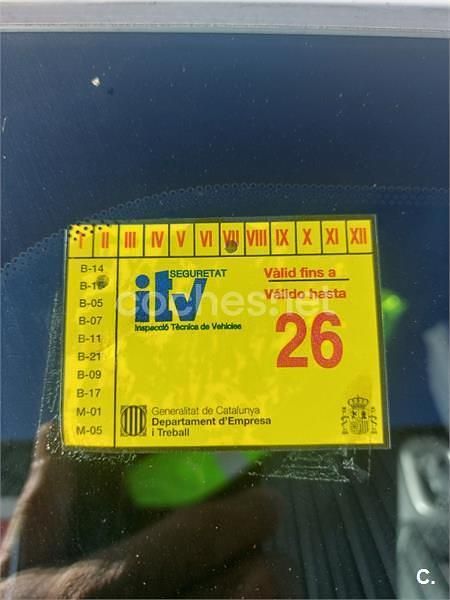 I II III IV V VI VII VIII IX X XI XII
B-14
B-15
B-05
B-07
B-11
B-21
B-09
B-17
M-01
M-05
SEGURETAT
itv
Inspecció Tècnica de Vehicles
Vàlid fins a
Válido hasta
26
coches.net
Generalitat de Catalunya
Departament d'Empresa
i Treball
C.